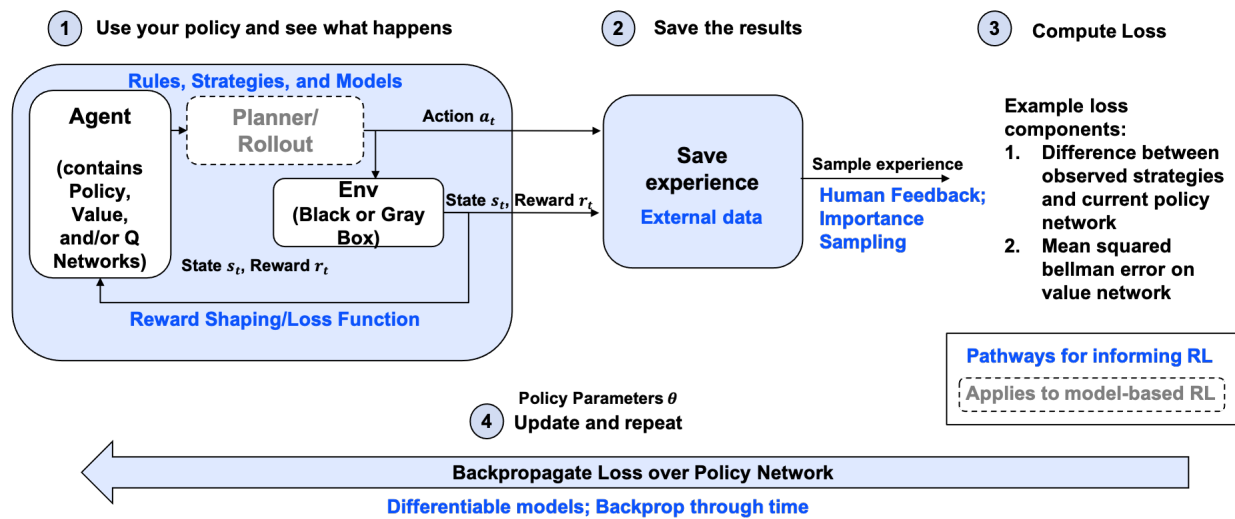 1 Use your policy and see what happens
2 Save the results
3 Compute Loss
Rules, Strategies, and Models
Agent
(contains
Policy,
Value,
and/or Q
Networks)
Planner/
Rollout
Action aₜ
Env
(Black or Gray
Box)
State sₜ, Reward rₜ
State sₜ, Reward rₜ
Reward Shaping/Loss Function
Save
experience
External data
Sample experience
Human Feedback;
Importance
Sampling
Example loss
components:
1. Difference between
observed strategies
and current policy
network
2. Mean squared
bellman error on
value network
Pathways for informing RL
Applies to model-based RL
Policy Parameters θ
4 Update and repeat
Backpropagate Loss over Policy Network
Differentiable models; Backprop through time